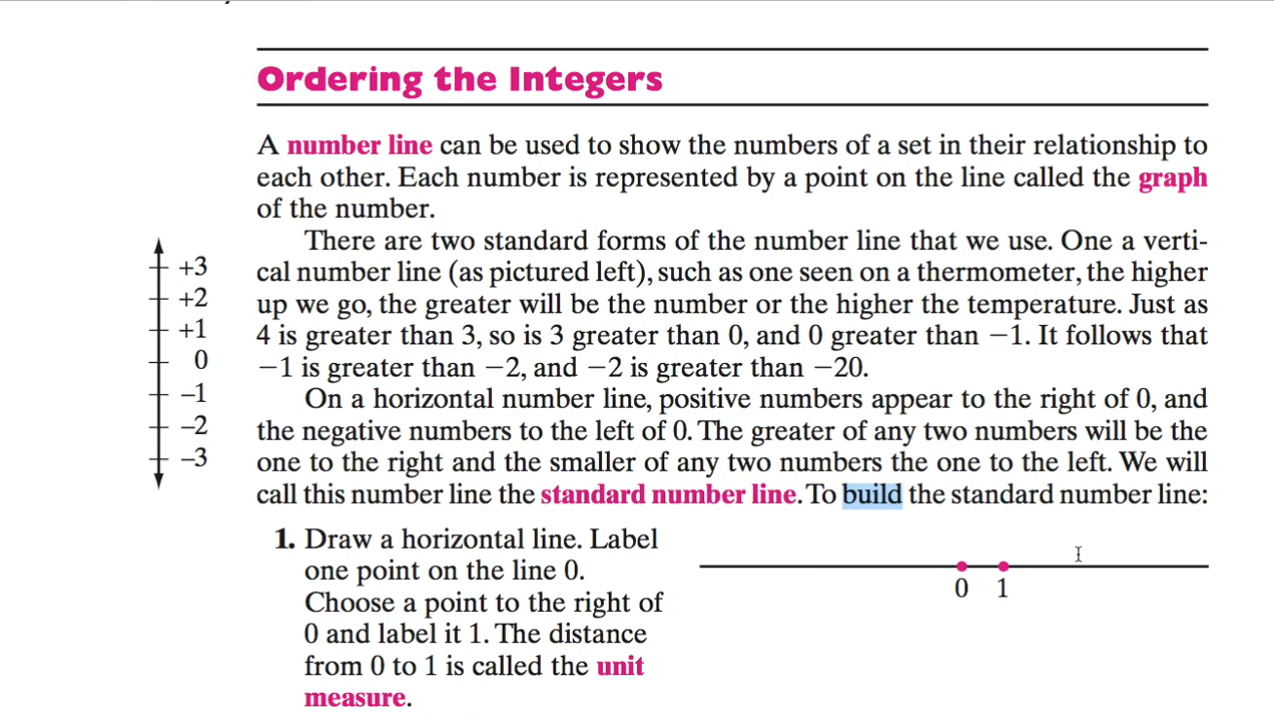 Ordering the Integers
A number line can be used to show the numbers of a set in their relationship to
each other. Each number is represented by a point on the line called the graph
of the number.
There are two standard forms of the number line that we use. One a verti-
cal number line (as pictured left), such as one seen on a thermometer, the higher
up we go, the greater will be the number or the higher the temperature. Just as
4 is greater than 3, so is 3 greater than 0, and 0 greater than −1. It follows that
−1 is greater than −2, and −2 is greater than −20.
On a horizontal number line, positive numbers appear to the right of 0, and
the negative numbers to the left of 0. The greater of any two numbers will be the
one to the right and the smaller of any two numbers the one to the left. We will
call this number line the standard number line. To build the standard number line:
+3
+2
+1
0
−1
−2
−3
1. Draw a horizontal line. Label
one point on the line 0.
Choose a point to the right of
0 and label it 1. The distance
from 0 to 1 is called the unit
measure.
0 1